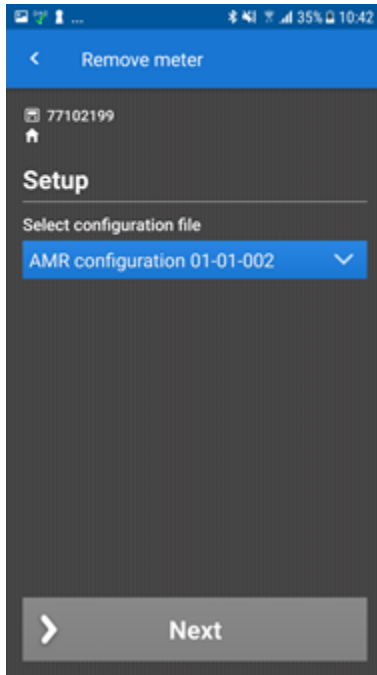 ... 35% 10:42
Remove meter
77102199
Setup
Select configuration file
AMR configuration 01-01-002
Next